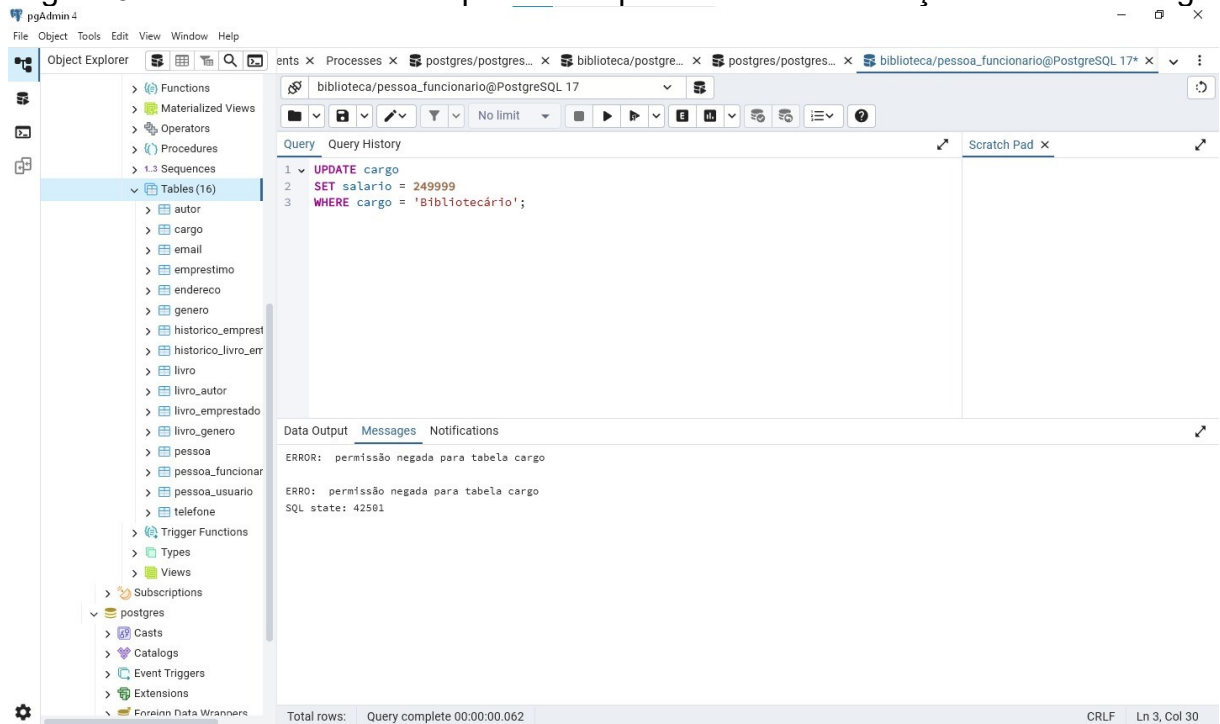 pgAdmin 4
File Object Tools Edit View Window Help
Object Explorer
ents × Processes × postgres/postgres... × biblioteca/postgre... × postgres/postgres... × biblioteca/pessoa_funcionario@PostgreSQL 17* ×
biblioteca/pessoa_funcionario@PostgreSQL 17
No limit
Query Query History
Scratch Pad ×
1 UPDATE cargo
2 SET salario = 249999
3 WHERE cargo = 'Bibliotecário';
Functions
Materialized Views
Operators
Procedures
1..3 Sequences
Tables (16)
autor
cargo
email
emprestimo
endereco
genero
historico_emprest
historico_livro_em
livro
livro_autor
livro_emprestado
livro_genero
pessoa
pessoa_funcionar
pessoa_usuario
telefone
Trigger Functions
Types
Views
Subscriptions
postgres
Casts
Catalogs
Event Triggers
Extensions
Foreign Data Wrappers
Data Output Messages Notifications
ERROR: permissão negada para tabela cargo
ERRO: permissão negada para tabela cargo
SQL state: 42501
Total rows: Query complete 00:00:00.062 CRLF Ln 3, Col 30